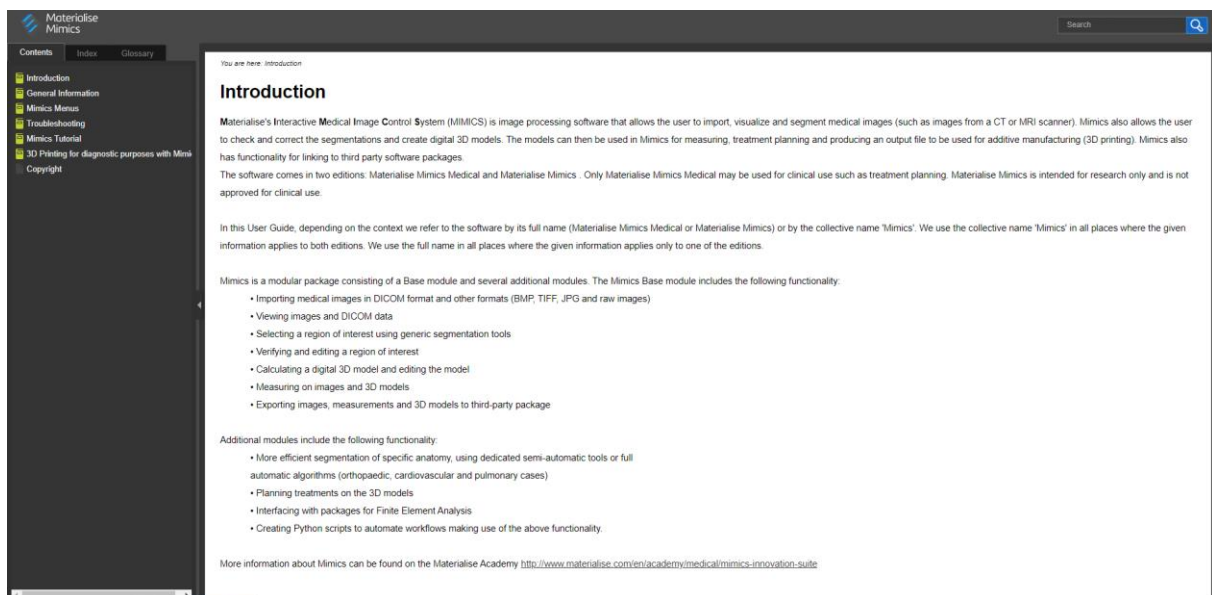 Materialise
Mimics
Search
Contents Index Glossary
Introduction
General Information
Mimics Menus
Troubleshooting
Mimics Tutorial
3D Printing for diagnostic purposes with Mimi
Copyright
You are here: Introduction
Introduction
Materialise's Interactive Medical Image Control System (MIMICS) is image processing software that allows the user to import, visualize and segment medical images (such as images from a CT or MRI scanner). Mimics also allows the user
to check and correct the segmentations and create digital 3D models. The models can then be used in Mimics for measuring, treatment planning and producing an output file to be used for additive manufacturing (3D printing). Mimics also
has functionality for linking to third party software packages.
The software comes in two editions: Materialise Mimics Medical and Materialise Mimics . Only Materialise Mimics Medical may be used for clinical use such as treatment planning. Materialise Mimics is intended for research only and is not
approved for clinical use.
In this User Guide, depending on the context we refer to the software by its full name (Materialise Mimics Medical or Materialise Mimics) or by the collective name 'Mimics'. We use the collective name 'Mimics' in all places where the given
information applies to both editions. We use the full name in all places where the given information applies only to one of the editions.
Mimics is a modular package consisting of a Base module and several additional modules. The Mimics Base module includes the following functionality:
• Importing medical images in DICOM format and other formats (BMP, TIFF, JPG and raw images)
• Viewing images and DICOM data
• Selecting a region of interest using generic segmentation tools
• Verifying and editing a region of interest
• Calculating a digital 3D model and editing the model
• Measuring on images and 3D models
• Exporting images, measurements and 3D models to third-party package
Additional modules include the following functionality:
• More efficient segmentation of specific anatomy, using dedicated semi-automatic tools or full
automatic algorithms (orthopaedic, cardiovascular and pulmonary cases)
• Planning treatments on the 3D models
• Interfacing with packages for Finite Element Analysis
• Creating Python scripts to automate workflows making use of the above functionality.
More information about Mimics can be found on the Materialise Academy http://www.materialise.com/en/academy/medical/mimics-innovation-suite